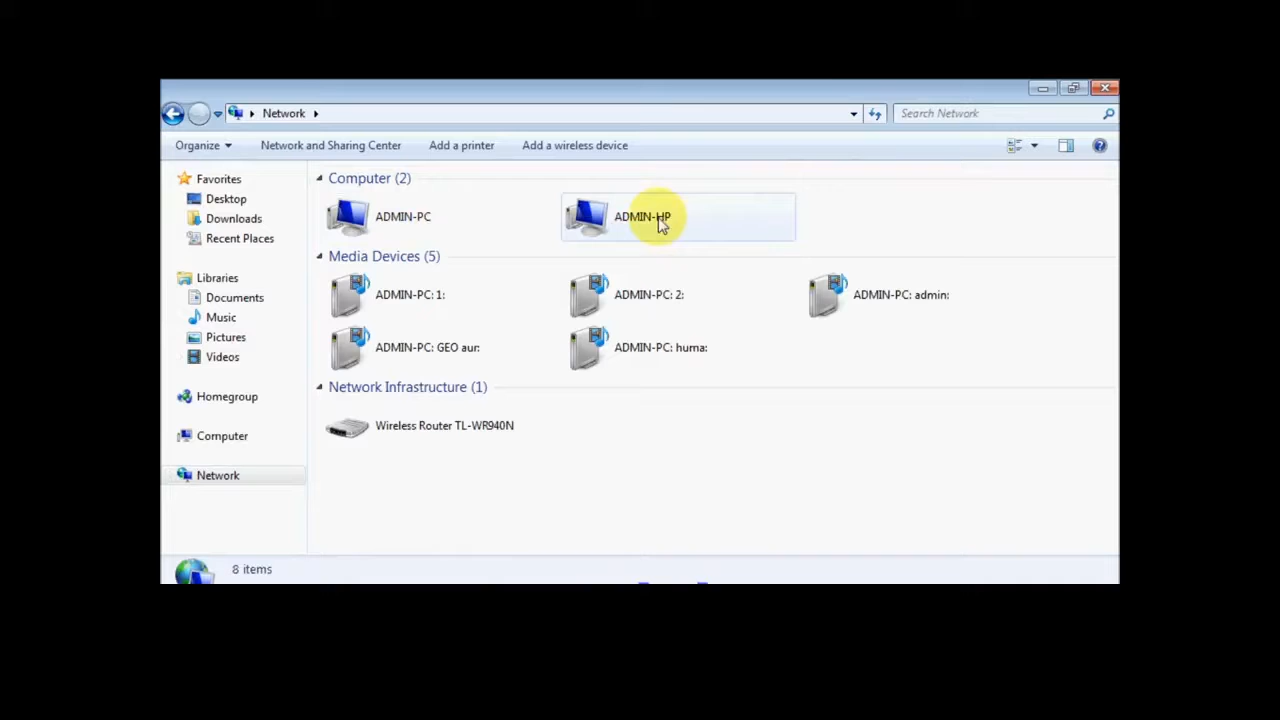 Network
Search Network
Organize Network and Sharing Center Add a printer Add a wireless device
Favorites
Desktop
Downloads
Recent Places
Libraries
Documents
Music
Pictures
Videos
Homegroup
Computer
Network
Computer (2)
ADMIN-PC ADMIN-HP
Media Devices (5)
ADMIN-PC: 1: ADMIN-PC: 2: ADMIN-PC: admin:
ADMIN-PC: GEO aur: ADMIN-PC: huma:
Network Infrastructure (1)
Wireless Router TL-WR940N
8 items